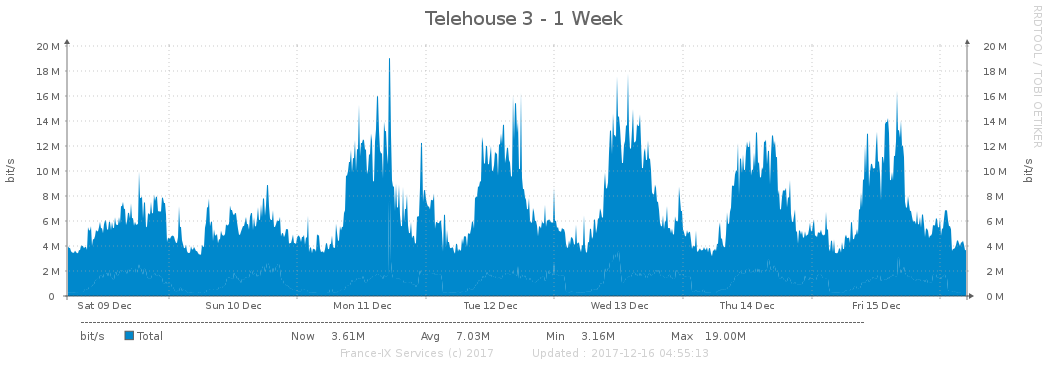 Telehouse 3 - 1 Week
RRDTOOL / TOBI OETIKER
bit/s
20 M 20 M
18 M 18 M
16 M 16 M
14 M 14 M
12 M 12 M
10 M 10 M
8 M 8 M
6 M 6 M
4 M 4 M
2 M 2 M
0 0 M
bit/s
Sat 09 Dec Sun 10 Dec Mon 11 Dec Tue 12 Dec Wed 13 Dec Thu 14 Dec Fri 15 Dec
bit/s Total Now 3.61M Avg 7.03M Min 3.16M Max 19.00M
France-IX Services (c) 2017 Updated : 2017-12-16 04:55:13